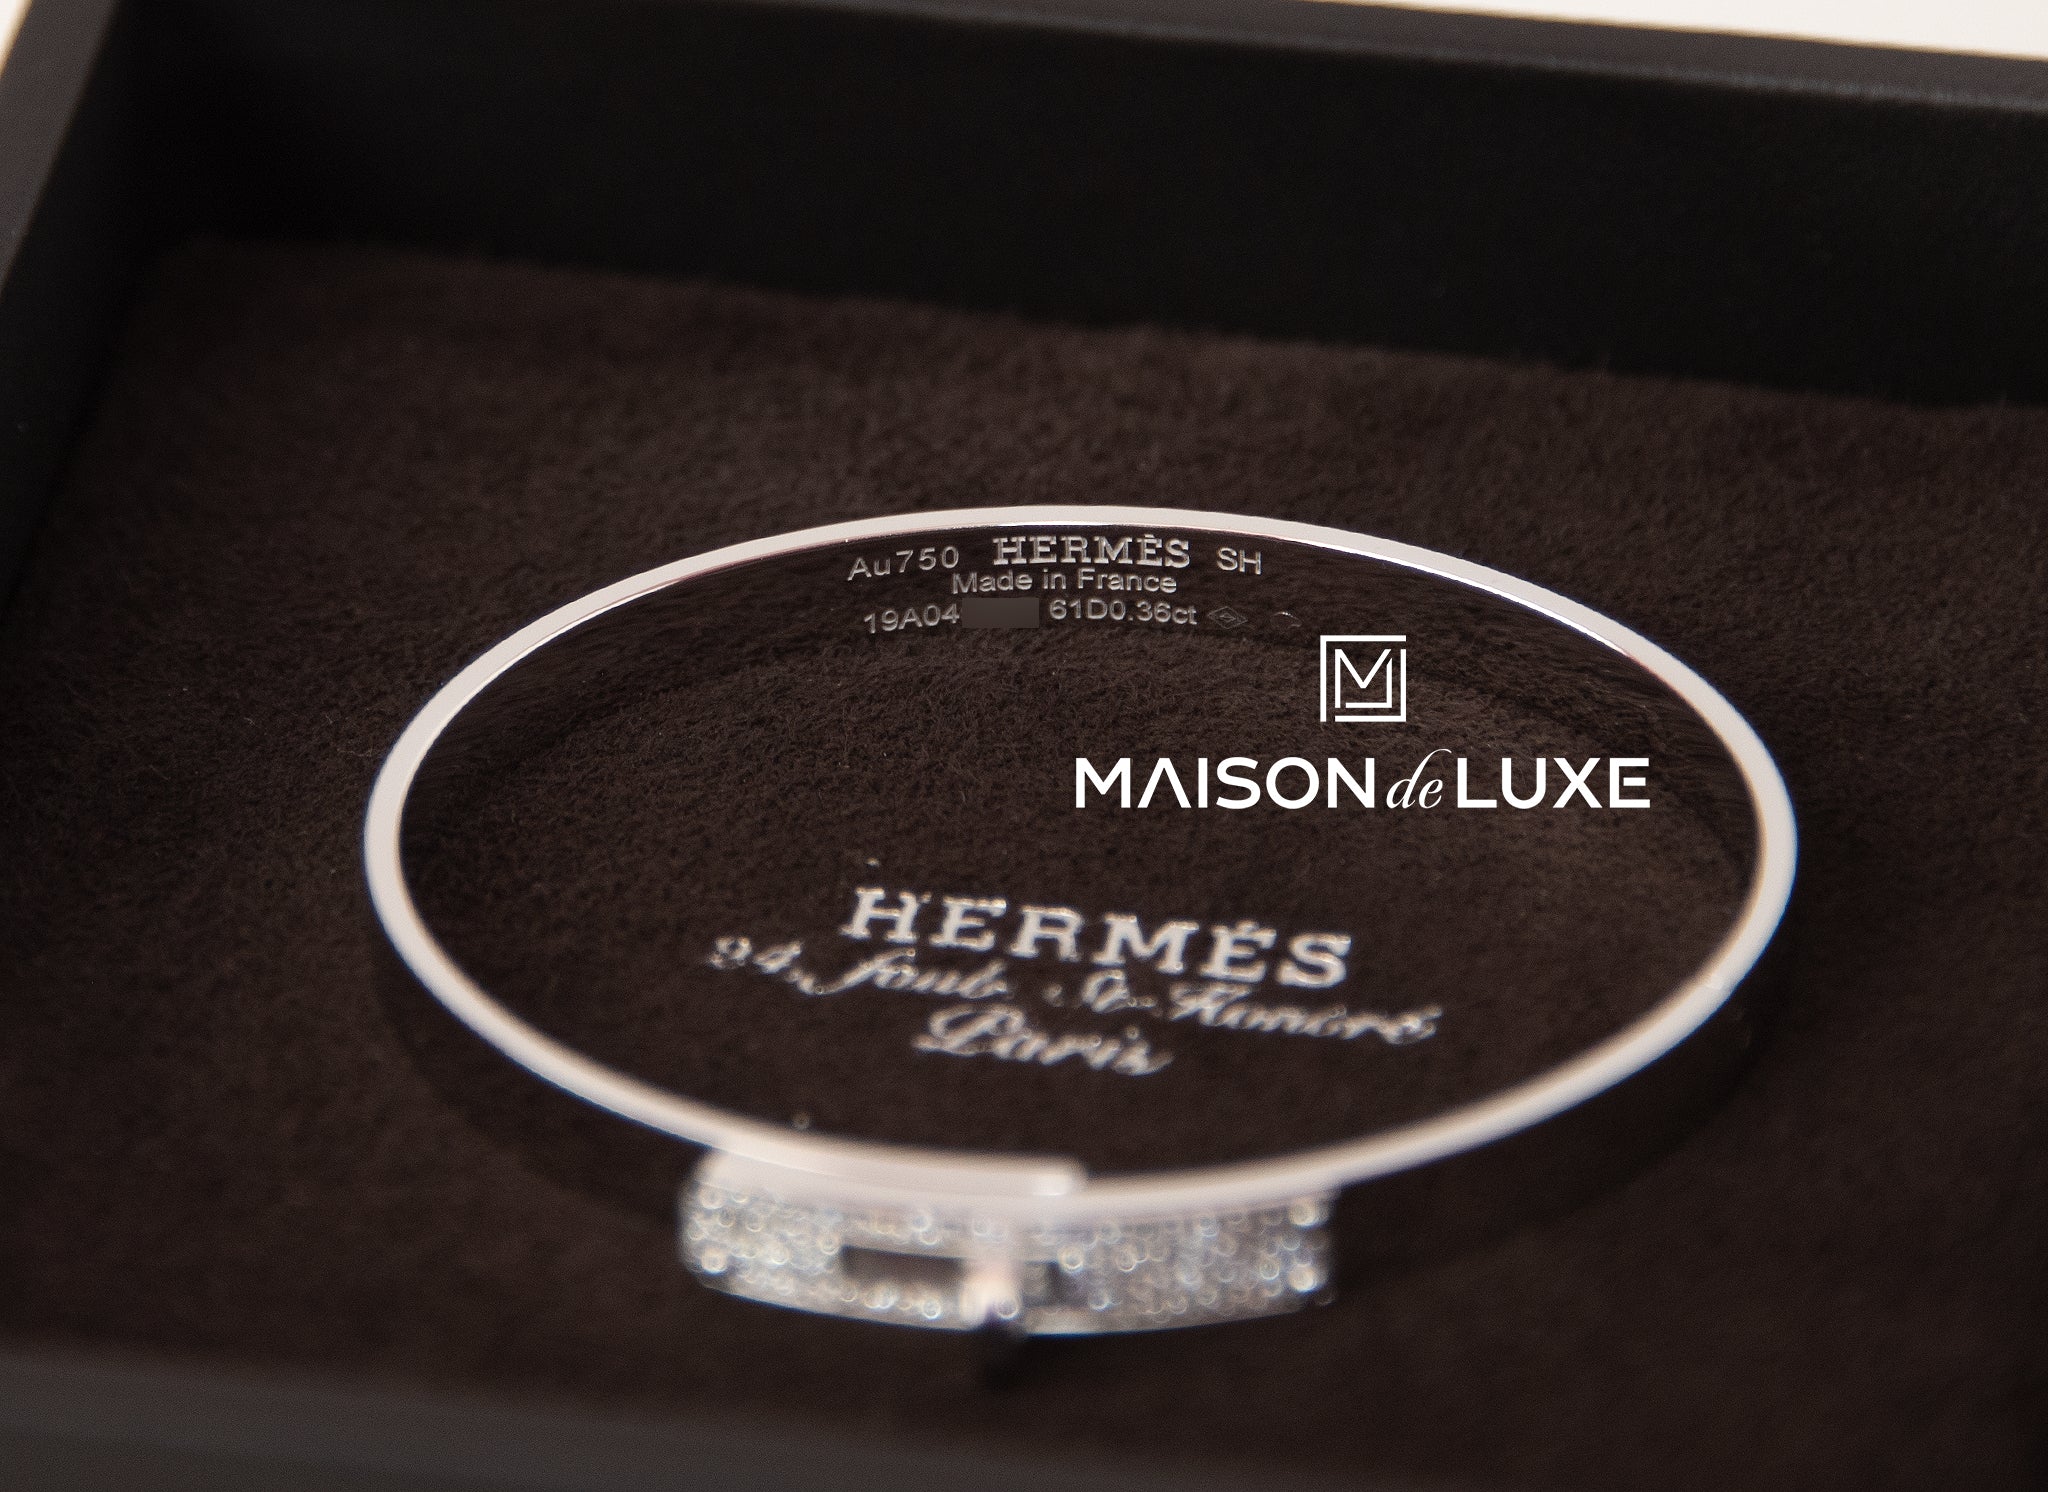 Au750 HERMÈS SH
Made in France
19A04 61D0.36ct
MAISON de LUXE
HERMÈS
24, Faub. St-Honoré
Paris